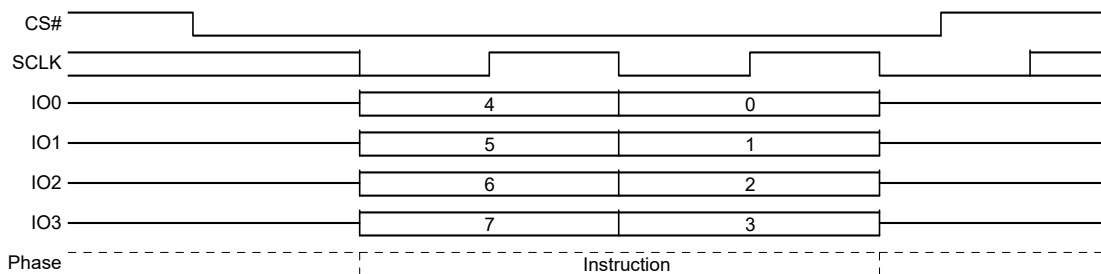 CS#
SCLK
IO0 4 0
IO1 5 1
IO2 6 2
IO3 7 3
Phase Instruction